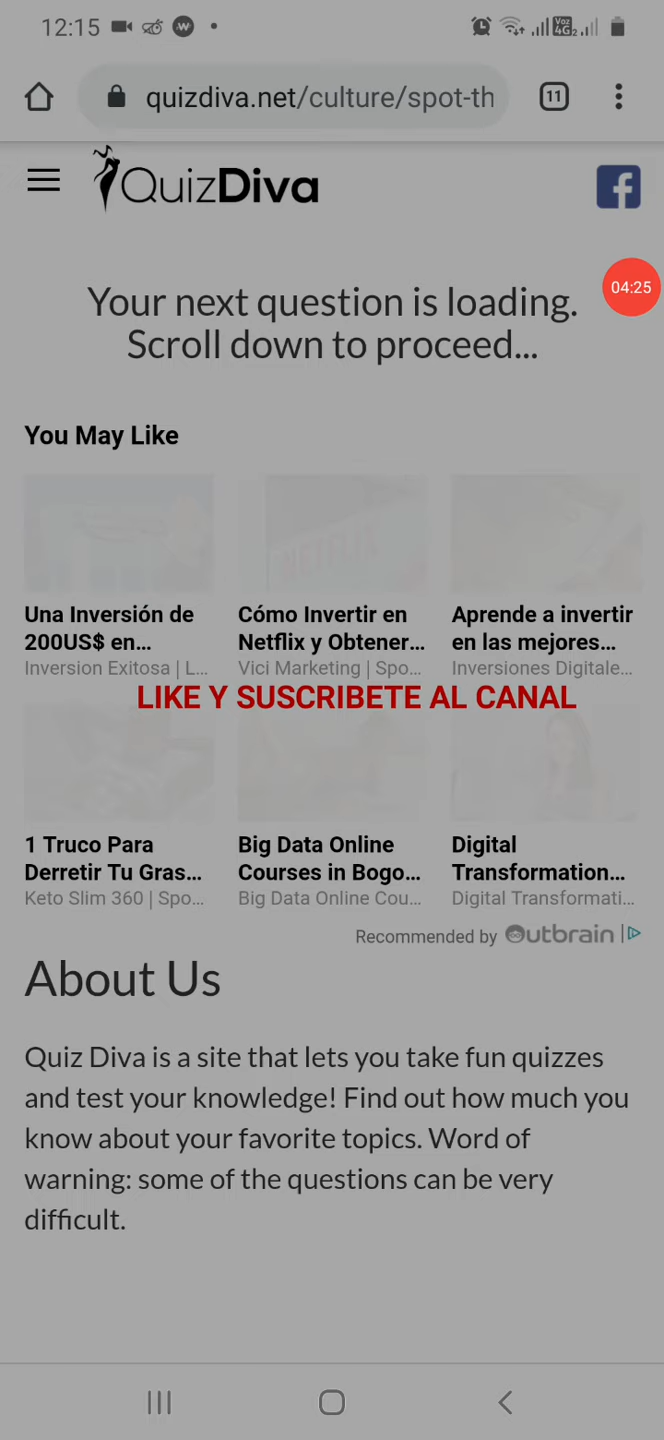 12:15
Voz
4G 2
11
quizdiva.net/culture/spot-th
QuizDiva
04:25
Your next question is loading.
Scroll down to proceed...
You May Like
NETFLIX
Una Inversión de
200US$ en...
Inversion Exitosa | L...
Cómo Invertir en
Netflix y Obtener...
Vici Marketing | Spo...
Aprende a invertir
en las mejores...
Inversiones Digitale...
LIKE Y SUSCRIBETE AL CANAL
1 Truco Para
Derretir Tu Gras...
Keto Slim 360 | Spo...
Big Data Online
Courses in Bogo...
Big Data Online Cou...
Digital
Transformation...
Digital Transformati...
Recommended by Outbrain
About Us
Quiz Diva is a site that lets you take fun quizzes
and test your knowledge! Find out how much you
know about your favorite topics. Word of
warning: some of the questions can be very
difficult.